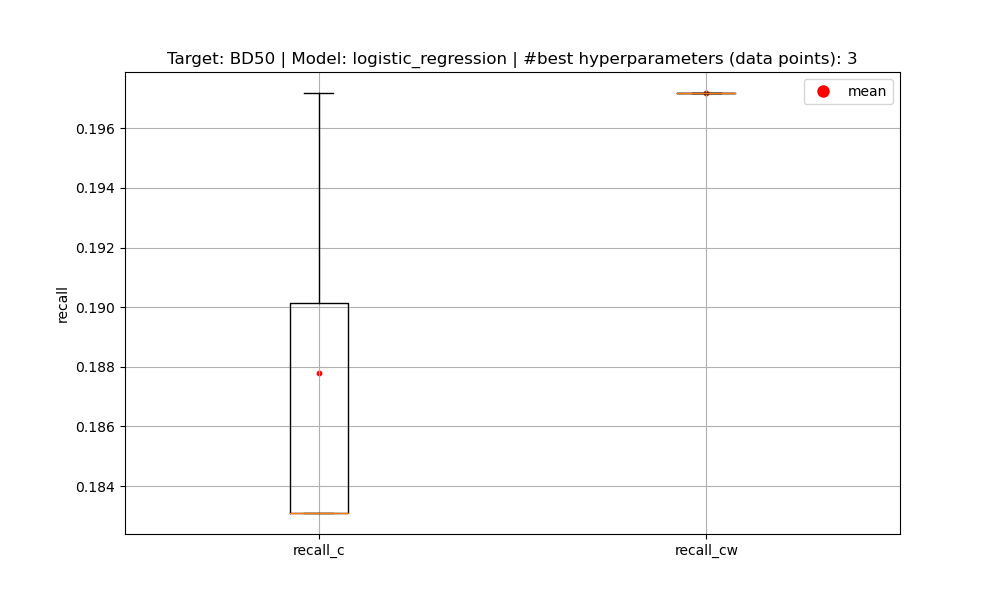 Target: BD50 | Model: logistic_regression | #best hyperparameters (data points): 3
mean
0.196
0.194
0.192
0.190
0.188
0.186
0.184
recall
recall_c
recall_cw